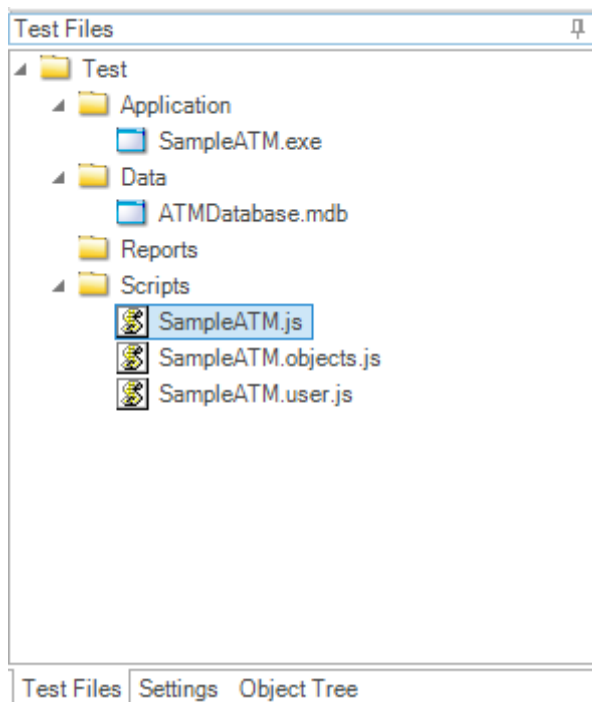 Test Files
Test
Application
SampleATM.exe
Data
ATMDatabase.mdb
Reports
Scripts
SampleATM.js
SampleATM.objects.js
SampleATM.user.js
Test Files Settings Object Tree